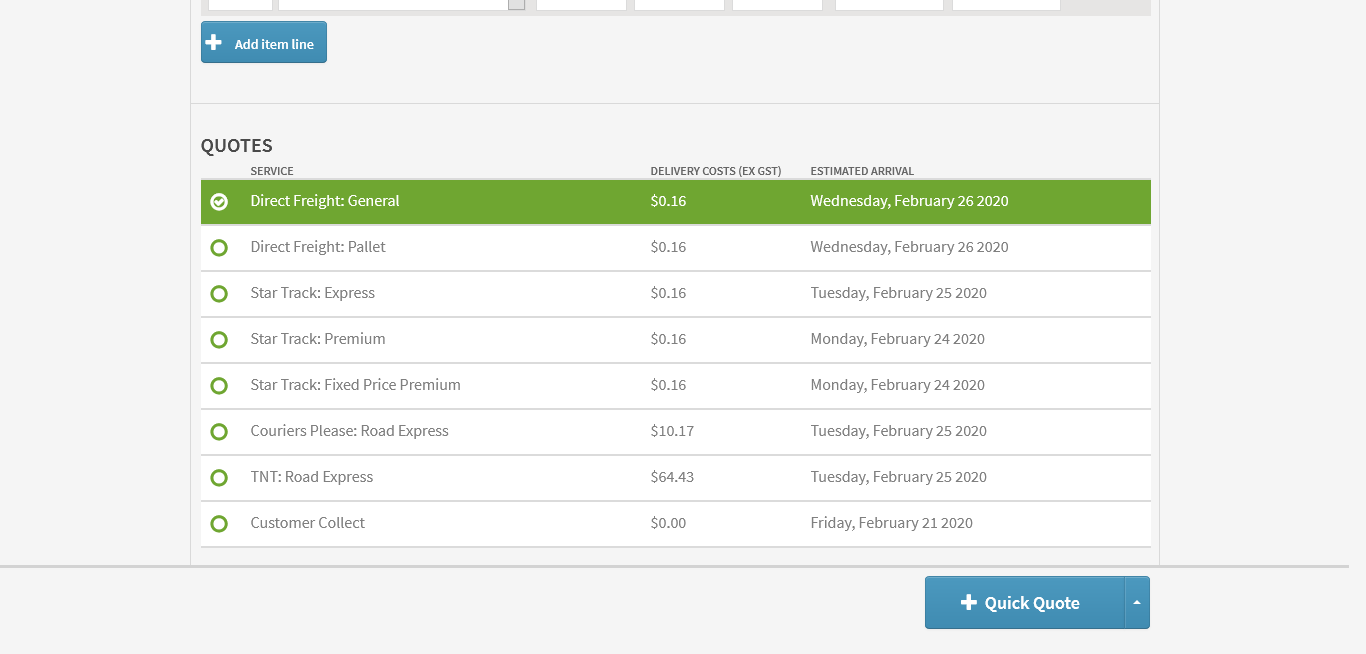 Add item line
QUOTES
SERVICE DELIVERY COSTS (EX GST) ESTIMATED ARRIVAL
Direct Freight: General $0.16 Wednesday, February 26 2020
Direct Freight: Pallet $0.16 Wednesday, February 26 2020
Star Track: Express $0.16 Tuesday, February 25 2020
Star Track: Premium $0.16 Monday, February 24 2020
Star Track: Fixed Price Premium $0.16 Monday, February 24 2020
Couriers Please: Road Express $10.17 Tuesday, February 25 2020
TNT: Road Express $64.43 Tuesday, February 25 2020
Customer Collect $0.00 Friday, February 21 2020
Quick Quote